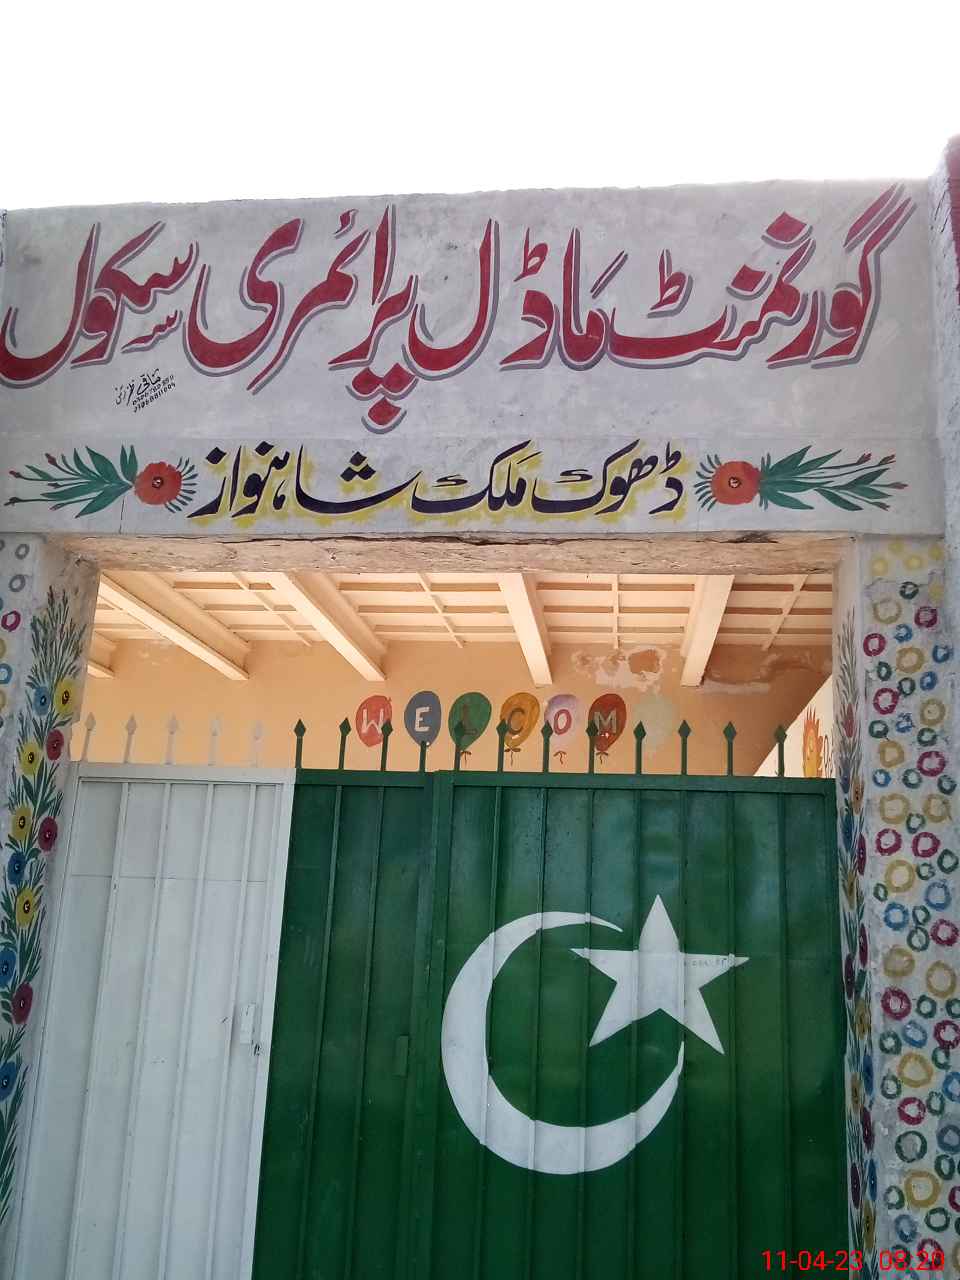 گورنمنٹ ماڈل پرائمری سکول
ڈھوک ملک شاہنواز
WELCOM
11-04-23 08:20